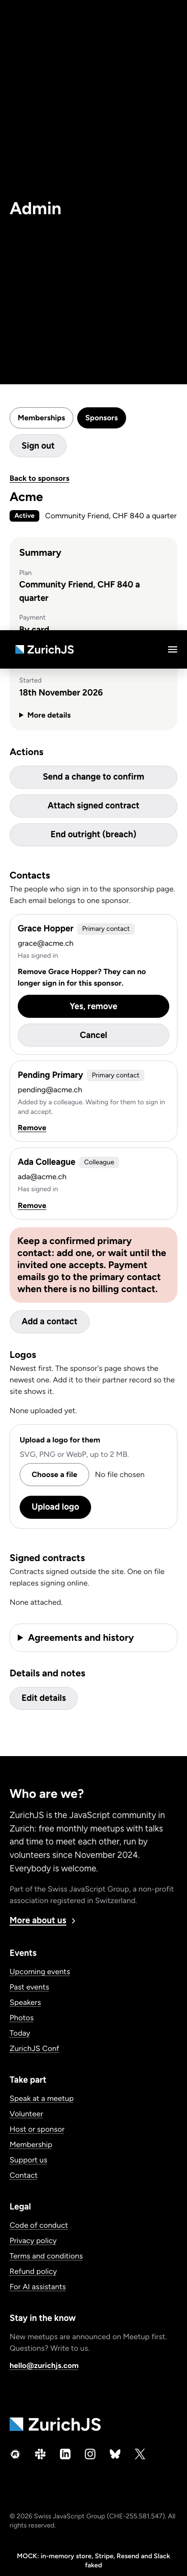 Admin
Memberships
Sponsors
Sign out
Back to sponsors
Acme
Active
Community Friend, CHF 840 a quarter
Summary
Plan
Community Friend, CHF 840 a
quarter
Payment
By card
ZurichJS
Started
18th November 2026
More details
Actions
Send a change to confirm
Attach signed contract
End outright (breach)
Contacts
The people who sign in to the sponsorship page.
Each email belongs to one sponsor.
Grace Hopper Primary contact
grace@acme.ch
Has signed in
Remove Grace Hopper? They can no
longer sign in for this sponsor.
Yes, remove
Cancel
Pending Primary Primary contact
pending@acme.ch
Added by a colleague. Waiting for them to sign in
and accept.
Remove
Ada Colleague Colleague
ada@acme.ch
Has signed in
Remove
Keep a confirmed primary
contact: add one, or wait until the
invited one accepts. Payment
emails go to the primary contact
when there is no billing contact.
Add a contact
Logos
Newest first. The sponsor's page shows the
newest one. Add it to their partner record so the
site shows it.
None uploaded yet.
Upload a logo for them
SVG, PNG or WebP, up to 2 MB.
Choose a file No file chosen
Upload logo
Signed contracts
Contracts signed outside the site. One on file
replaces signing online.
None attached.
Agreements and history
Details and notes
Edit details
Who are we?
ZurichJS is the JavaScript community in
Zurich: free monthly meetups with talks
and time to meet each other, run by
volunteers since November 2024.
Everybody is welcome.
Part of the Swiss JavaScript Group, a non-profit
association registered in Switzerland.
More about us
Events
Upcoming events
Past events
Speakers
Photos
Today
ZurichJS Conf
Take part
Speak at a meetup
Volunteer
Host or sponsor
Membership
Support us
Contact
Legal
Code of conduct
Privacy policy
Terms and conditions
Refund policy
For AI assistants
Stay in the know
New meetups are announced on Meetup first.
Questions? Write to us.
hello@zurichjs.com
ZurichJS
© 2026 Swiss JavaScript Group (CHE-255.581.547). All
rights reserved.
MOCK: in-memory store, Stripe, Resend and Slack
faked